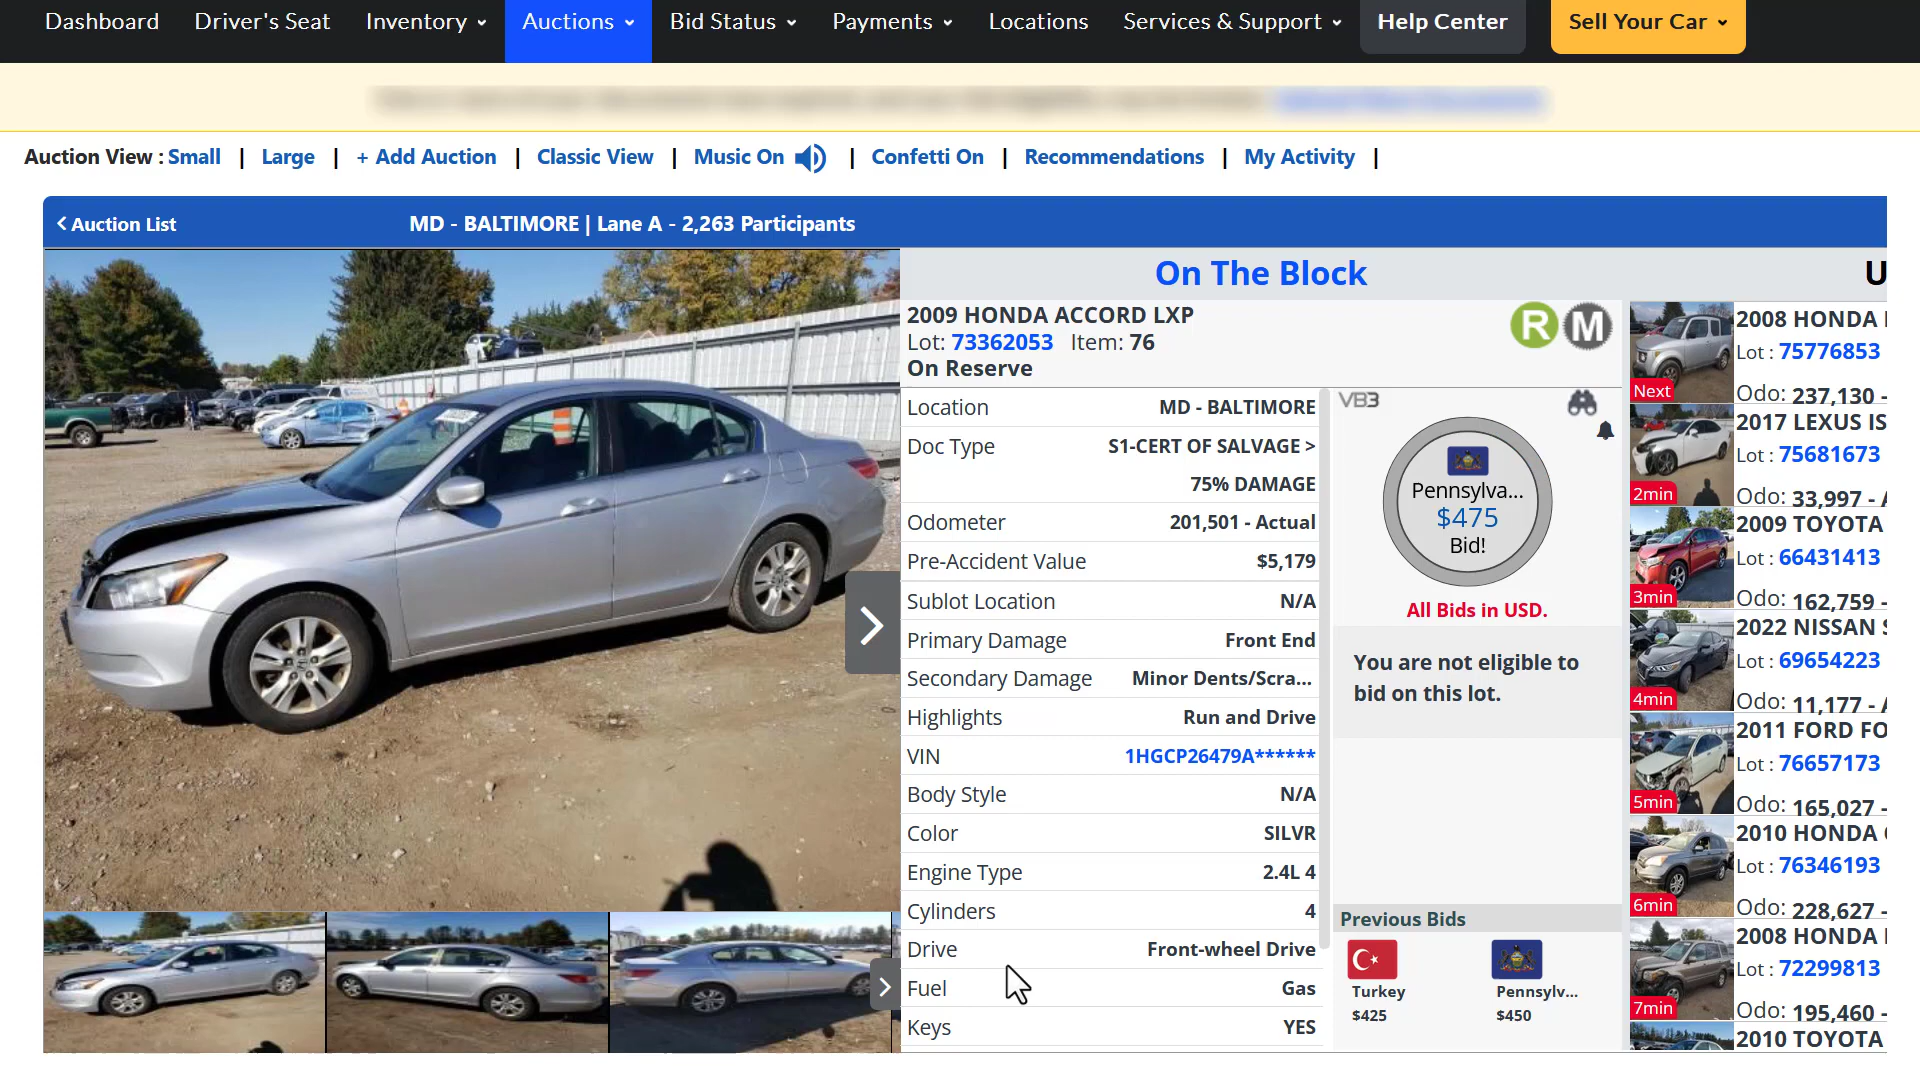 Dashboard
Driver's Seat
Inventory
Auctions
Bid Status
Payments
Locations
Services & Support
Help Center
Sell Your Car
Auction View : Small | Large | + Add Auction | Classic View | Music On | Confetti On | Recommendations | My Activity |
Auction List
MD - BALTIMORE | Lane A - 2,263 Participants
On The Block
2009 HONDA ACCORD LXP
Lot: 73362053 Item: 76
On Reserve
R M
Location MD - BALTIMORE
Doc Type S1-CERT OF SALVAGE >
75% DAMAGE
Odometer 201,501 - Actual
Pre-Accident Value $5,179
Sublot Location N/A
Primary Damage Front End
Secondary Damage Minor Dents/Scra...
Highlights Run and Drive
VIN 1HGCP26479A******
Body Style N/A
Color SILVR
Engine Type 2.4L 4
Cylinders 4
Drive Front-wheel Drive
Fuel Gas
Keys YES
VB3
Pennsylva...
$475
Bid!
All Bids in USD.
You are not eligible to
bid on this lot.
Previous Bids
Turkey
$425
Pennsylv...
$450
U
2008 HONDA
Lot : 75776853
Next
Odo: 237,130 -
2017 LEXUS IS
Lot : 75681673
2min
Odo: 33,997 - A
2009 TOYOTA
Lot : 66431413
3min
Odo: 162,759 -
2022 NISSAN S
Lot : 69654223
4min
Odo: 11,177 - A
2011 FORD FO
Lot : 76657173
5min
Odo: 165,027 -
2010 HONDA
Lot : 76346193
6min
Odo: 228,627 -
2008 HONDA
Lot : 72299813
7min
Odo: 195,460 -
2010 TOYOTA